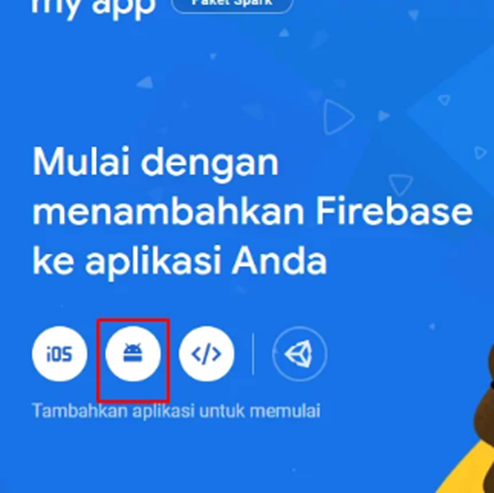 my app
Paket Spark
Mulai dengan
menambahkan Firebase
ke aplikasi Anda
iOS
</>
Tambahkan aplikasi untuk memulai